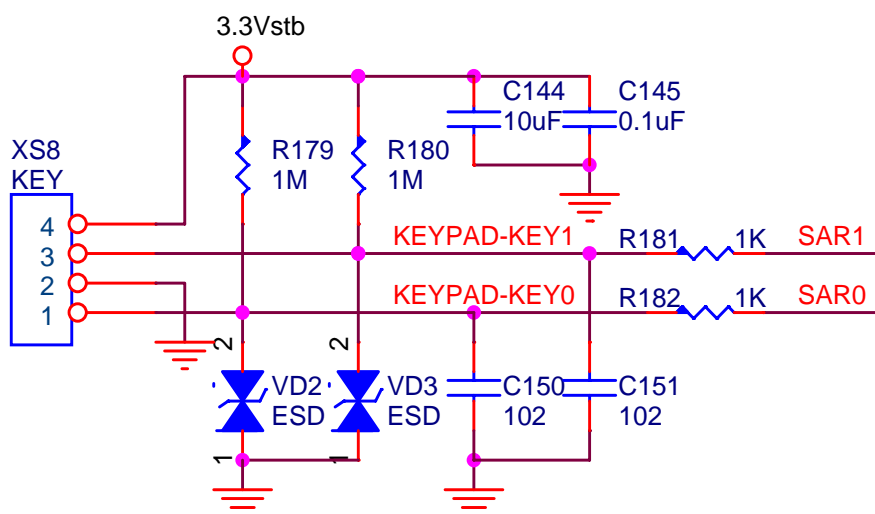 3.3Vstb
C144
10uF
C145
0.1uF
XS8
KEY
R179
1M
R180
1M
4
3
2
1
KEYPAD-KEY1
R181
1K
SAR1
KEYPAD-KEY0
R182
1K
SAR0
2
2
VD2
ESD
VD3
ESD
C150
102
C151
102
1
1